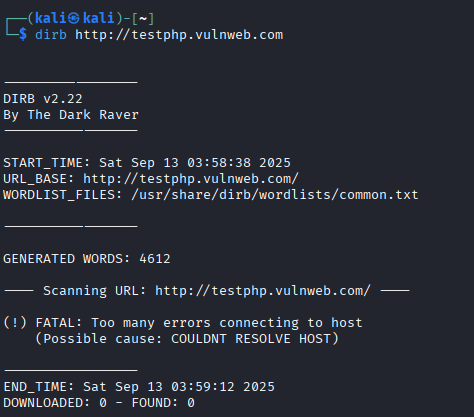 ┌──(kali㉿kali)-[~]
└─$ dirb http://testphp.vulnweb.com
-----------------
DIRB v2.22
By The Dark Raver
-----------------
START_TIME: Sat Sep 13 03:58:38 2025
URL_BASE: http://testphp.vulnweb.com/
WORDLIST_FILES: /usr/share/dirb/wordlists/common.txt
-----------------
GENERATED WORDS: 4612
---- Scanning URL: http://testphp.vulnweb.com/ ----
(!) FATAL: Too many errors connecting to host
(Possible cause: COULDNT RESOLVE HOST)
-----------------
END_TIME: Sat Sep 13 03:59:12 2025
DOWNLOADED: 0 - FOUND: 0